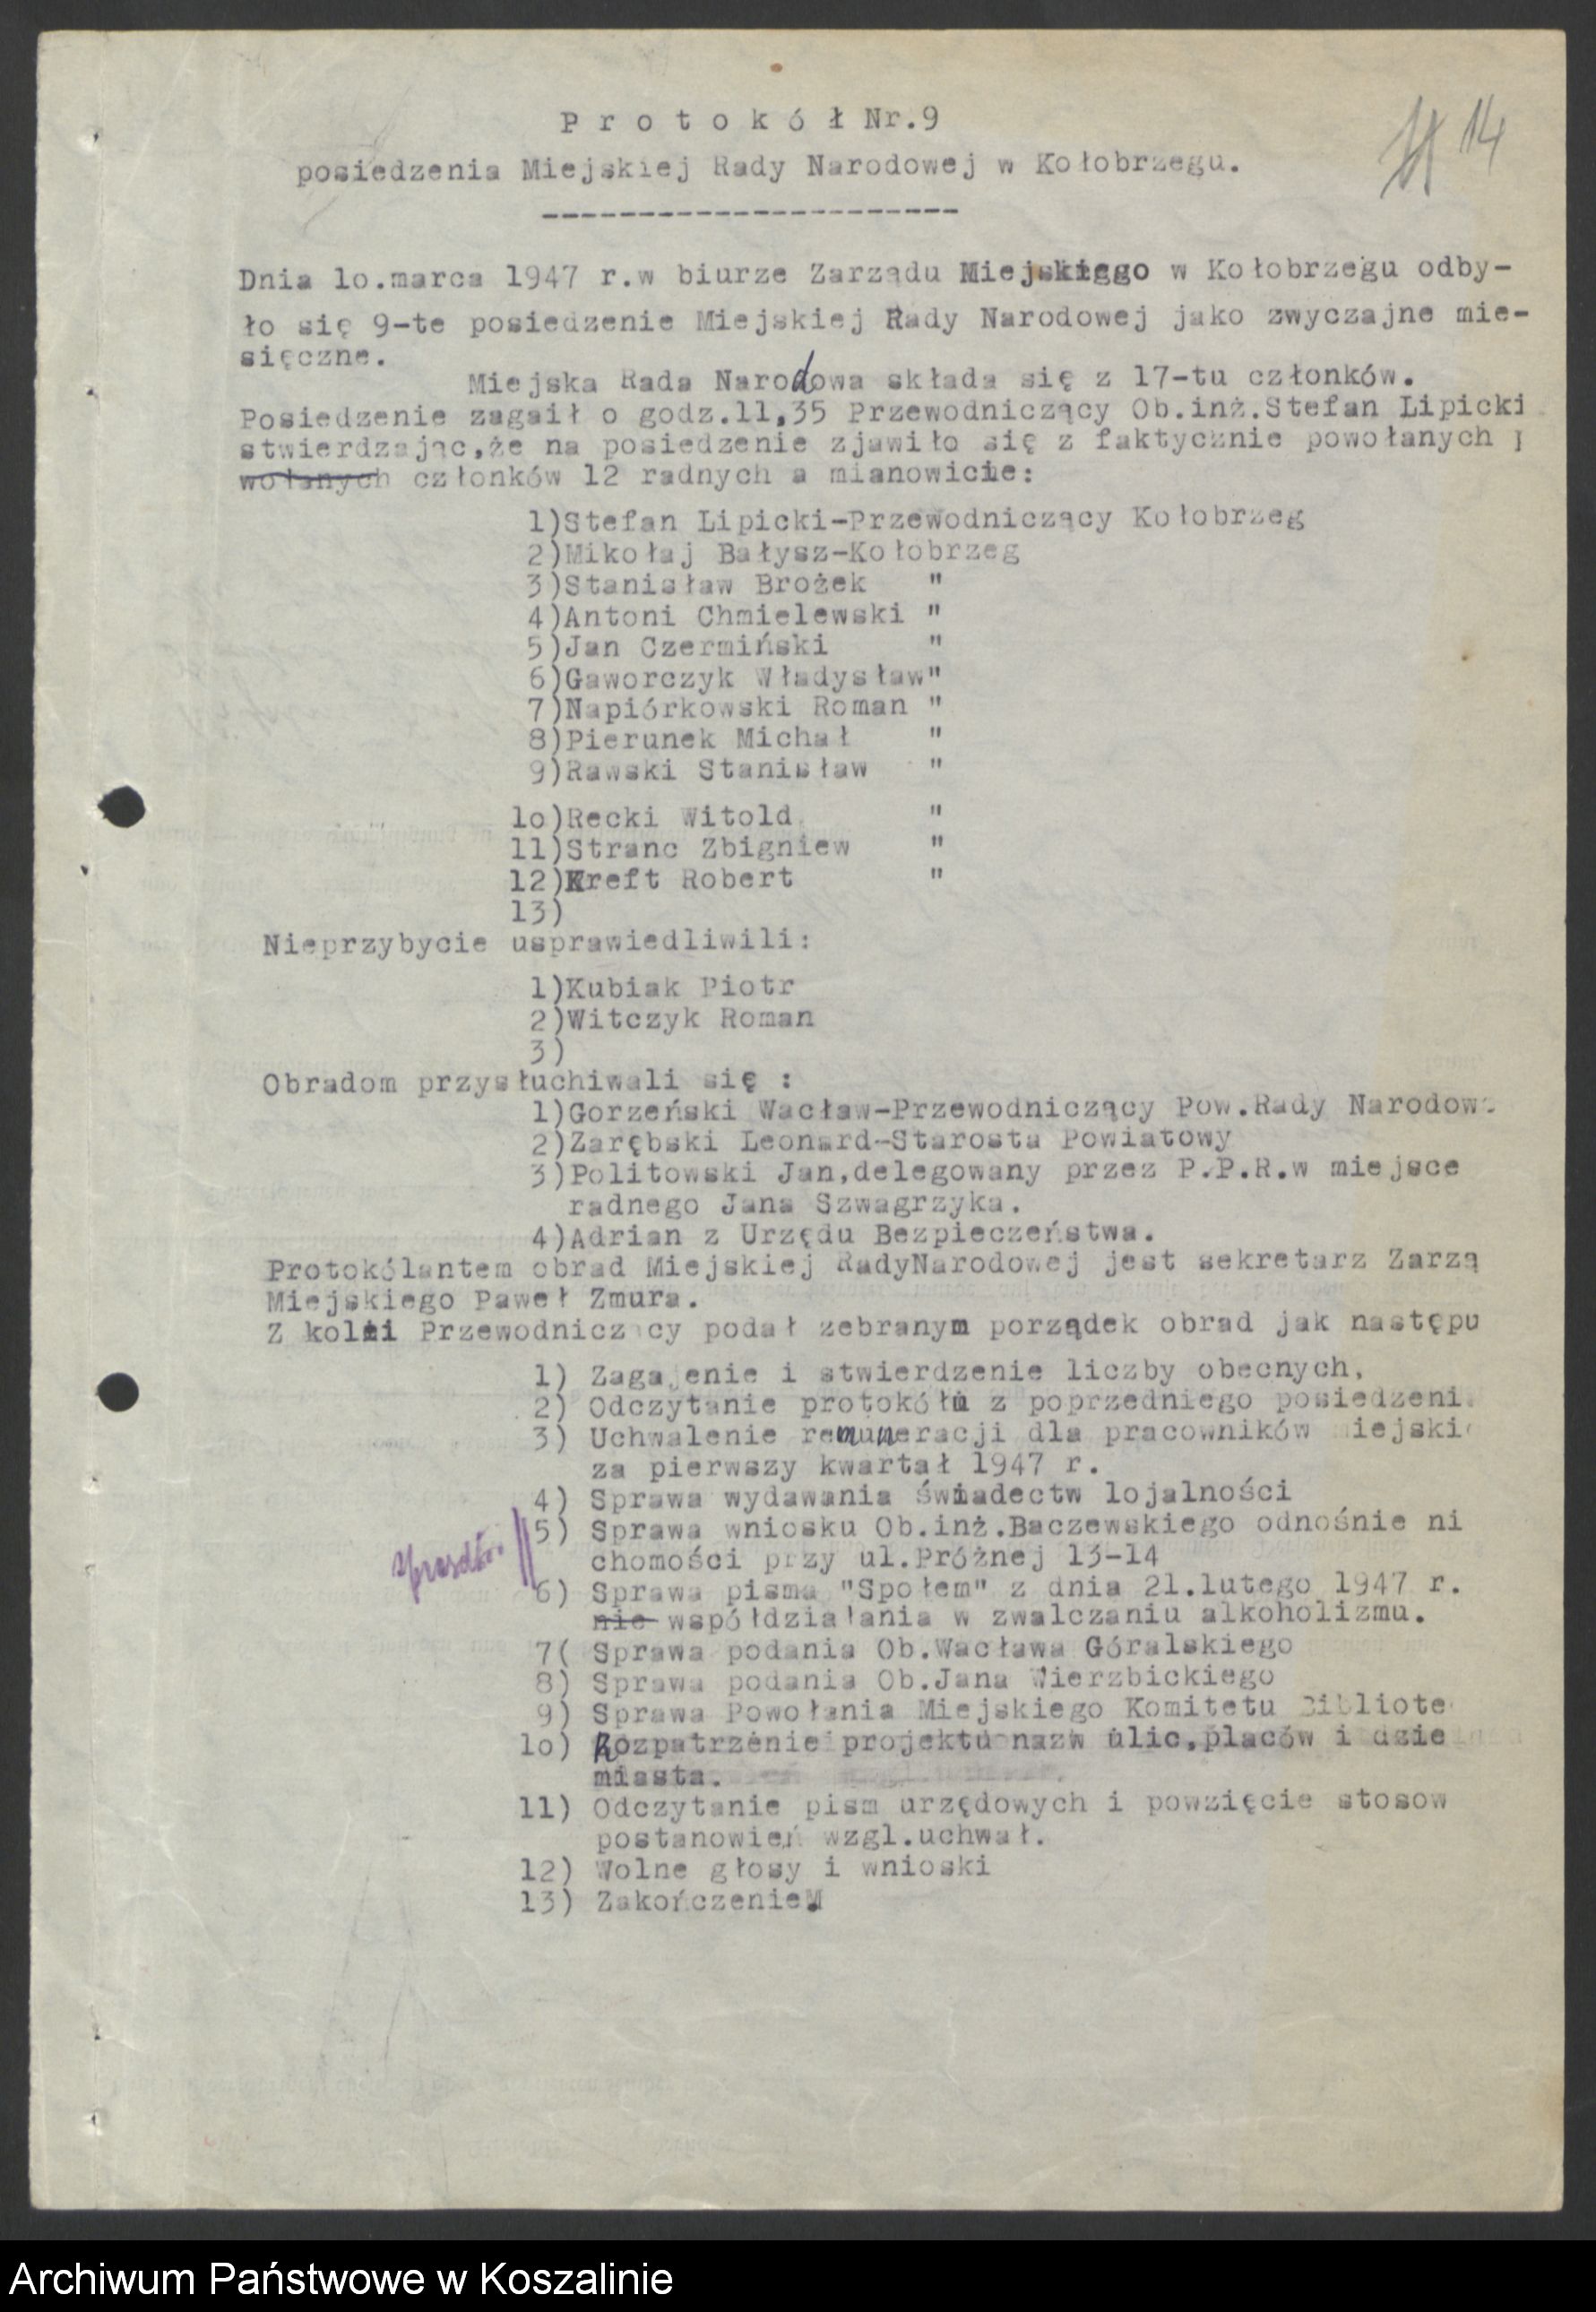 P r o t o k ó ł Nr.9
14
posiedzenia Miejskiej Rady Narodowej w Kołobrzegu.
----------------------
Dnia 1o.marca 1947 r.w biurze Zarządu Miejskiego w Kołobrzegu odby-
ło się 9-te posiedzenie Miejskiej Rady Narodowej jako zwyczajne mie-
sięczne.
Miejska Rada Narodowa składa się z 17-tu członków.
Posiedzenie zagaił o godz.11,35 Przewodniczący Ob.inż.Stefan Lipicki
stwierdzając,że na posiedzenie zjawiło się z faktycznie powołanych
wołanych członków 12 radnych a mianowicie:
1)Stefan Lipicki-Przewodniczący Kołobrzeg
2)Mikołaj Bałysz-Kołobrzeg
3)Stanisław Brożek "
4)Antoni Chmielewski "
5)Jan Czermiński "
6)Gaworczyk Władysław"
7)Napiórkowski Roman "
8)Pierunek Michał "
9)Rawski Stanisław "
1o)Recki Witold "
11)Stranc Zbigniew "
12)Kreft Robert "
13)
Nieprzybycie usprawiedliwili:
1)Kubiak Piotr
2)Witczyk Roman
3)
Obradom przysłuchiwali się :
1)Gorzeński Wacław-Przewodniczący Pow.Rady Narodowe
2)Zarębski Leonard-Starosta Powiatowy
3)Politowski Jan,delegowany przez P.P.R.w miejsce
radnego Jana Szwagrzyka.
4)Adrian z Urzędu Bezpieczeństwa.
Protokólantem obrad Miejskiej RadyNarodowej jest sekretarz Zarzą
Miejskiego Paweł Zmura.
Z kolei Przewodniczący podał zebranym porządek obrad jak następu
1) Zagajenie i stwierdzenie liczby obecnych,
2) Odczytanie protokółu z poprzedniego posiedzeni
3) Uchwalenie remuneracji dla pracowników miejski
za pierwszy kwartał 1947 r.
4) Sprawa wydawania świadectw lojalności
5) Sprawa wniosku Ob.inż.Baczewskiego odnośnie ni
chomości przy ul.Próżnej 13-14
6) Sprawa pisma "Społem" z dnia 21.lutego 1947 r.
nie współdziałania w zwalczaniu alkoholizmu.
7( Sprawa podania Ob.Wacława Góralskiego
8) Sprawa podania Ob.Jana Wierzbickiego
9) Sprawa Powołania Miejskiego Komitetu Bibliote
1o) Rozpatrzenie projektu nazw ulic,placów i dzie
miasta.
11) Odczytanie pism urzędowych i powzięcie stosow
postanowień wzgl.uchwał.
12) Wolne głosy i wnioski
13) Zakończenie.
Archiwum Państwowe w Koszalinie